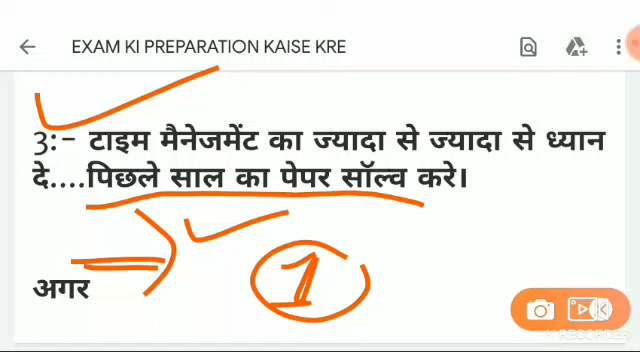 EXAM KI PREPARATION KAISE KRE
3:- टाइम मैनेजमेंट का ज्यादा से ज्यादा से ध्यान
दे....पिछले साल का पेपर सॉल्व करे।
1
अगर